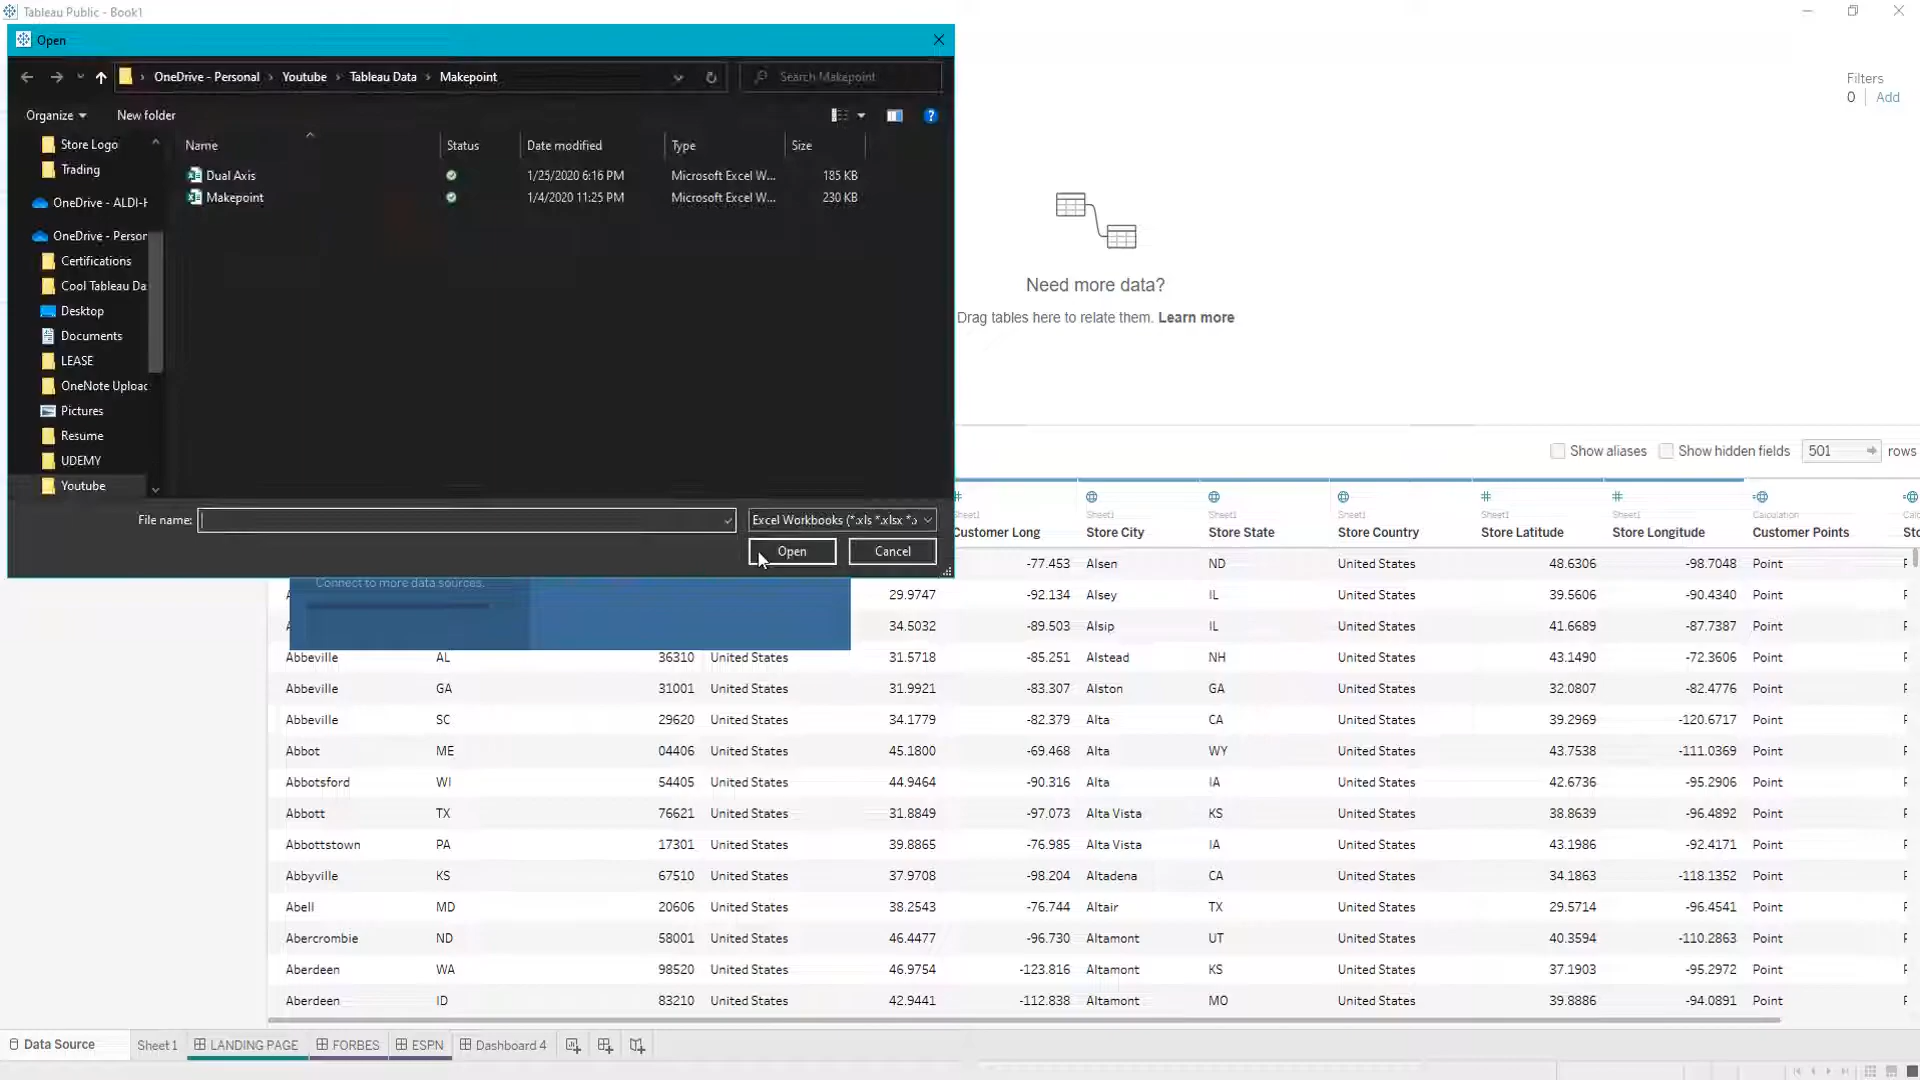 Tableau Public - Book1
Open
OneDrive - Personal › Youtube › Tableau Data › Makepoint
Search Makepoint
Organize
New folder
Name Status Date modified Type Size
Dual Axis 1/25/2020 6:16 PM Microsoft Excel W... 185 KB
Makepoint 1/4/2020 11:25 PM Microsoft Excel W... 230 KB
Store Logo
Trading
OneDrive - ALDI-H
OneDrive - Person
Certifications
Cool Tableau Da
Desktop
Documents
LEASE
OneNote Upload
Pictures
Resume
UDEMY
Youtube
File name:
Excel Workbooks (*.xls *.xlsx *.
Open
Cancel
Connect to more data sources.
Filters
0 | Add
Need more data?
Drag tables here to relate them. Learn more
Show aliases
Show hidden fields
501 rows
Sheet1 Sheet1 Sheet1 Sheet1 Sheet1 Sheet1 Calculation
Customer Long Store City Store State Store Country Store Latitude Store Longitude Customer Points Sto
-77.453 Alsen ND United States 48.6306 -98.7048 Point
29.9747 -92.134 Alsey IL United States 39.5606 -90.4340 Point
34.5032 -89.503 Alsip IL United States 41.6689 -87.7387 Point
Abbeville AL 36310 United States 31.5718 -85.251 Alstead NH United States 43.1490 -72.3606 Point
Abbeville GA 31001 United States 31.9921 -83.307 Alston GA United States 32.0807 -82.4776 Point
Abbeville SC 29620 United States 34.1779 -82.379 Alta CA United States 39.2969 -120.6717 Point
Abbot ME 04406 United States 45.1800 -69.468 Alta WY United States 43.7538 -111.0369 Point
Abbotsford WI 54405 United States 44.9464 -90.316 Alta IA United States 42.6736 -95.2906 Point
Abbott TX 76621 United States 31.8849 -97.073 Alta Vista KS United States 38.8639 -96.4892 Point
Abbottstown PA 17301 United States 39.8865 -76.985 Alta Vista IA United States 43.1986 -92.4171 Point
Abbyville KS 67510 United States 37.9708 -98.204 Altadena CA United States 34.1863 -118.1352 Point
Abell MD 20606 United States 38.2543 -76.744 Altair TX United States 29.5714 -96.4541 Point
Abercrombie ND 58001 United States 46.4477 -96.730 Altamont UT United States 40.3594 -110.2863 Point
Aberdeen WA 98520 United States 46.9754 -123.816 Altamont KS United States 37.1903 -95.2972 Point
Aberdeen ID 83210 United States 42.9441 -112.838 Altamont MO United States 39.8886 -94.0891 Point
Data Source
Sheet 1
LANDING PAGE
FORBES
ESPN
Dashboard 4